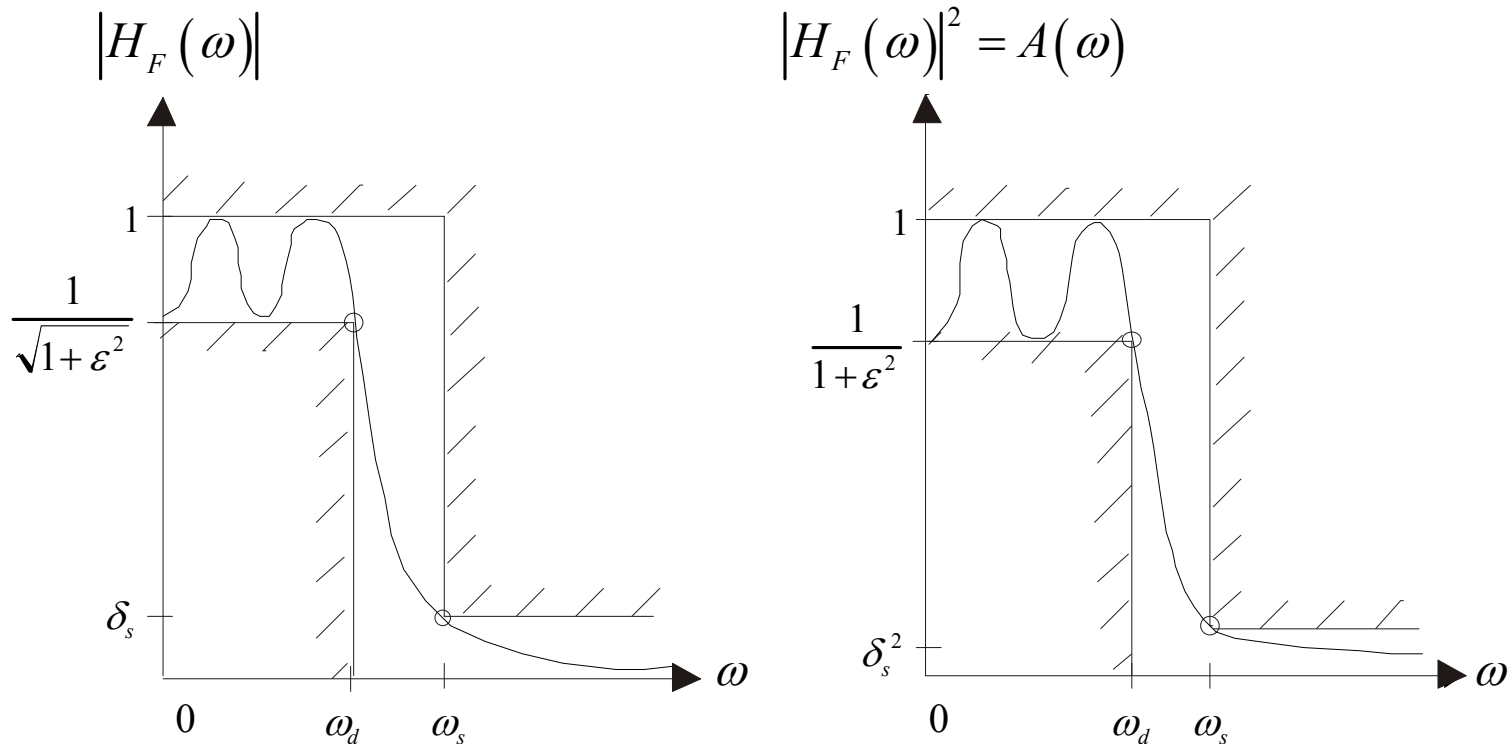 |H_F(ω)|
1
1/√(1+ε²)
δ_s
0
ω_d
ω_s
ω
|H_F(ω)|² = A(ω)
1
1/(1+ε²)
δ_s²
0
ω_d
ω_s
ω